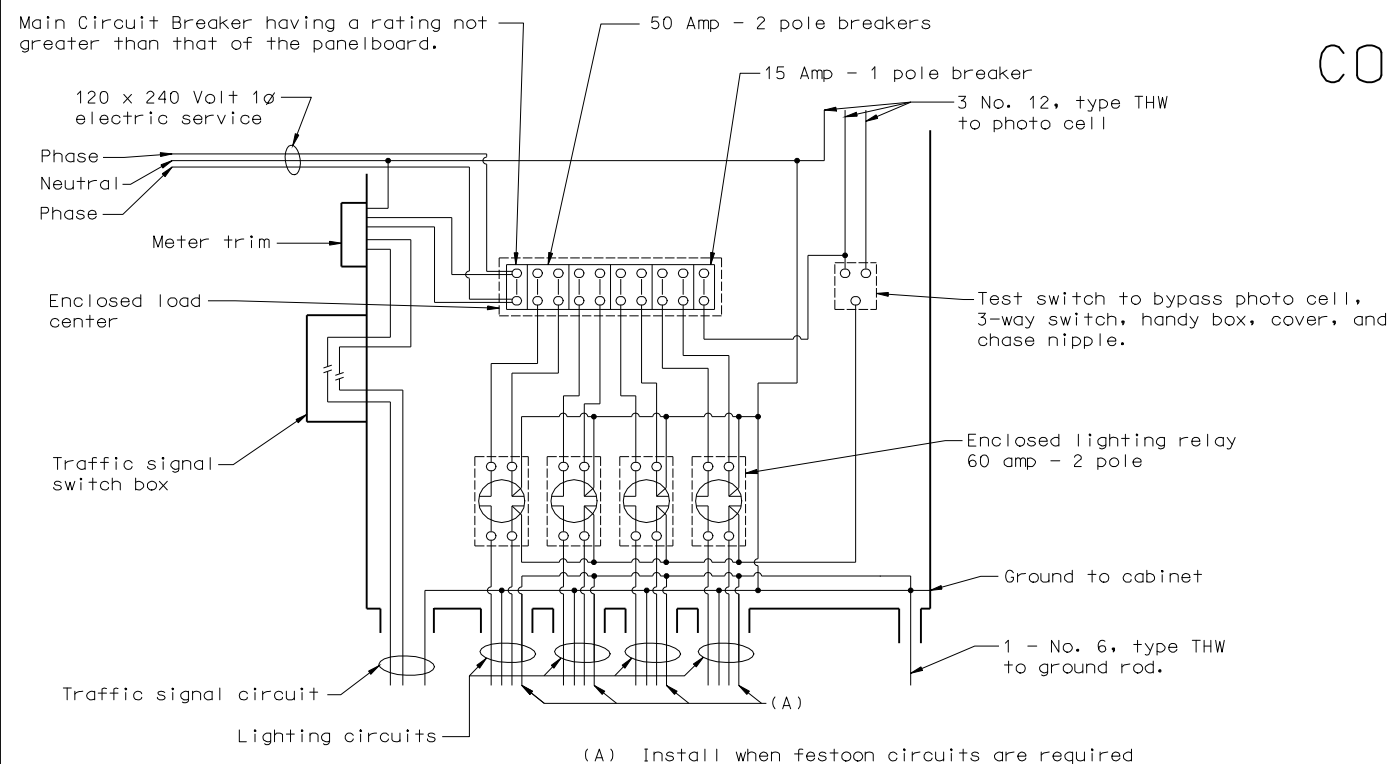 Main Circuit Breaker having a rating not
greater than that of the panelboard.
50 Amp - 2 pole breakers
CO
15 Amp - 1 pole breaker
120 x 240 Volt 1ø
electric service
3 No. 12, type THW
to photo cell
Phase
Neutral
Phase
Meter trim
Enclosed load
center
Test switch to bypass photo cell,
3-way switch, handy box, cover, and
chase nipple.
Enclosed lighting relay
60 amp - 2 pole
Traffic signal
switch box
Ground to cabinet
1 - No. 6, type THW
to ground rod.
Traffic signal circuit
(A)
Lighting circuits
(A) Install when festoon circuits are required